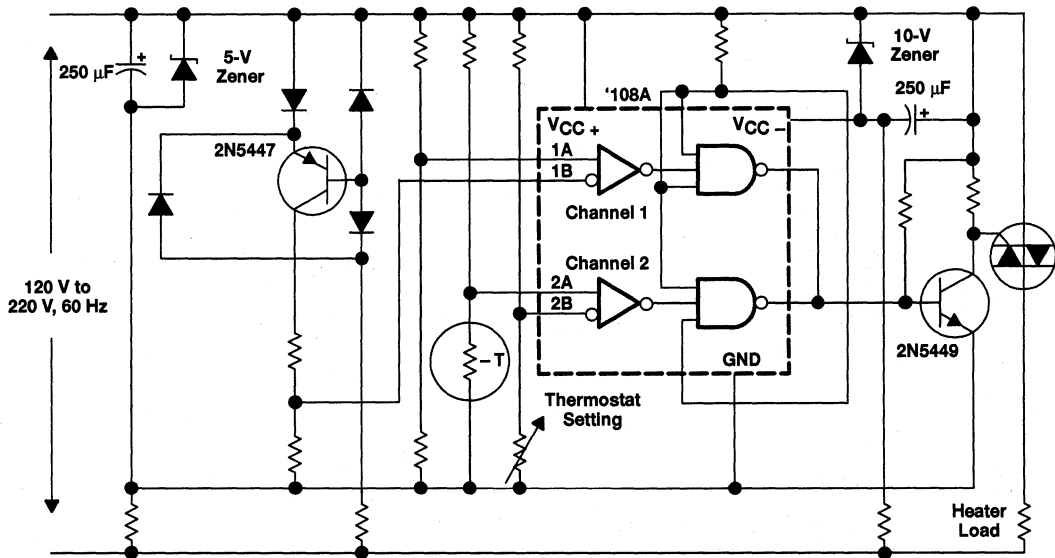 250 µF
+
5-V
Zener
10-V
Zener
250 µF
+
'108A
VCC +
VCC –
2N5447
1A
1B
Channel 1
Channel 2
2A
2B
120 V to
220 V, 60 Hz
–T
GND
2N5449
Thermostat
Setting
Heater
Load